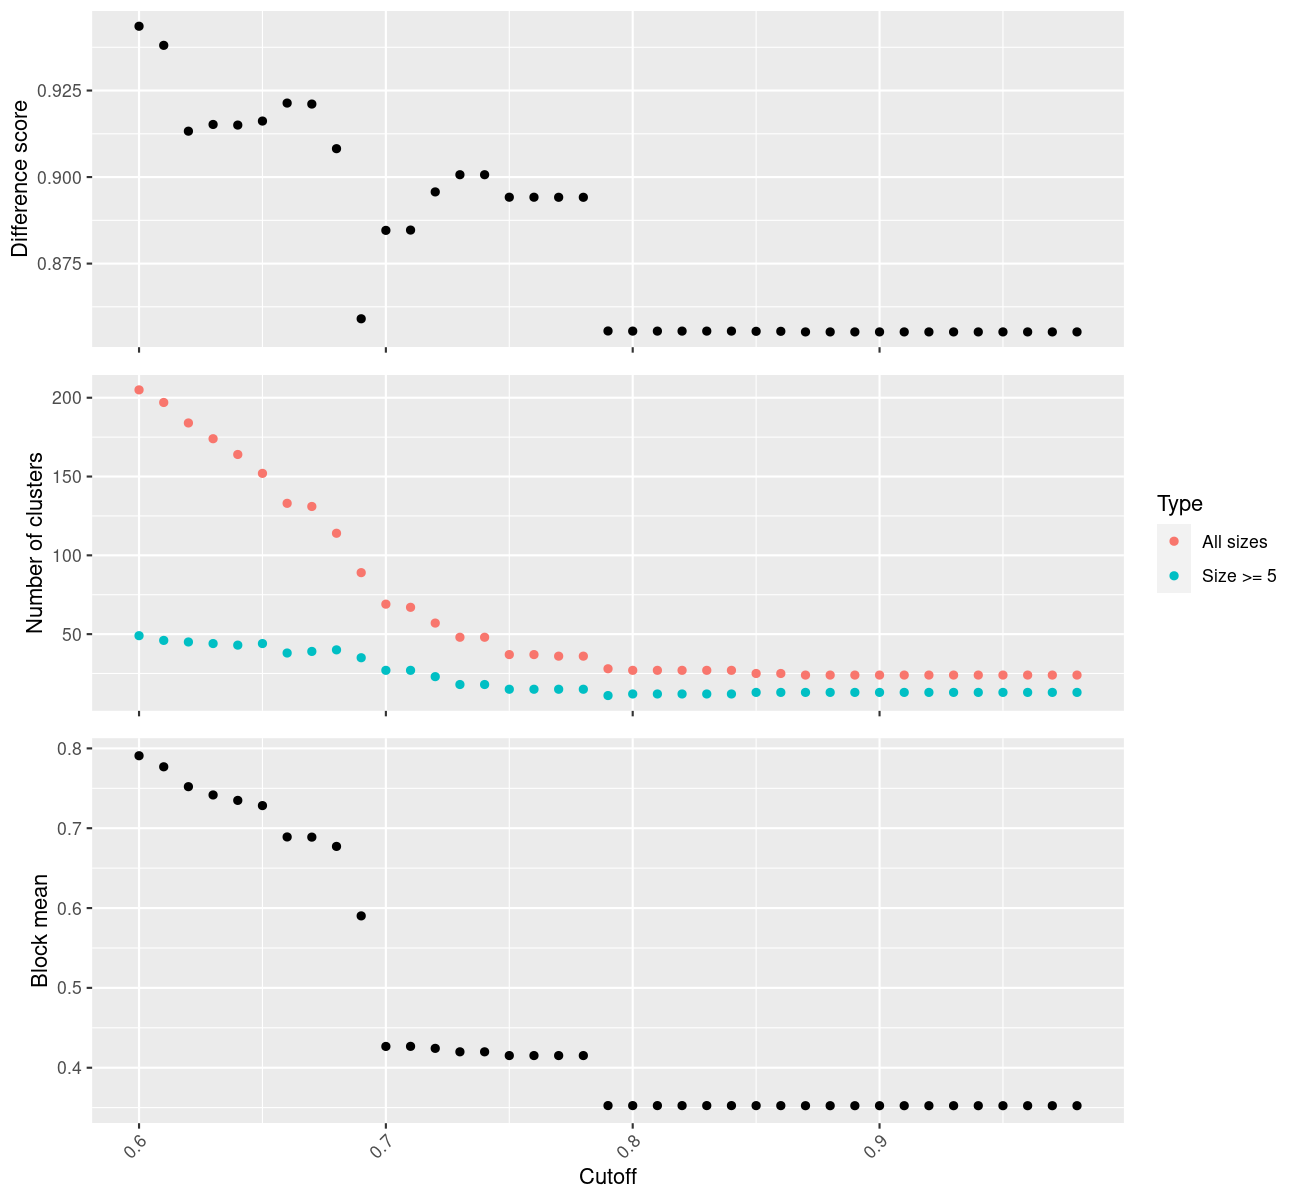 Difference score
0.925
0.900
0.875
Number of clusters
200
150
100
50
Type
All sizes
Size >= 5
Block mean
0.8
0.7
0.6
0.5
0.4
0.6
0.7
0.8
0.9
Cutoff